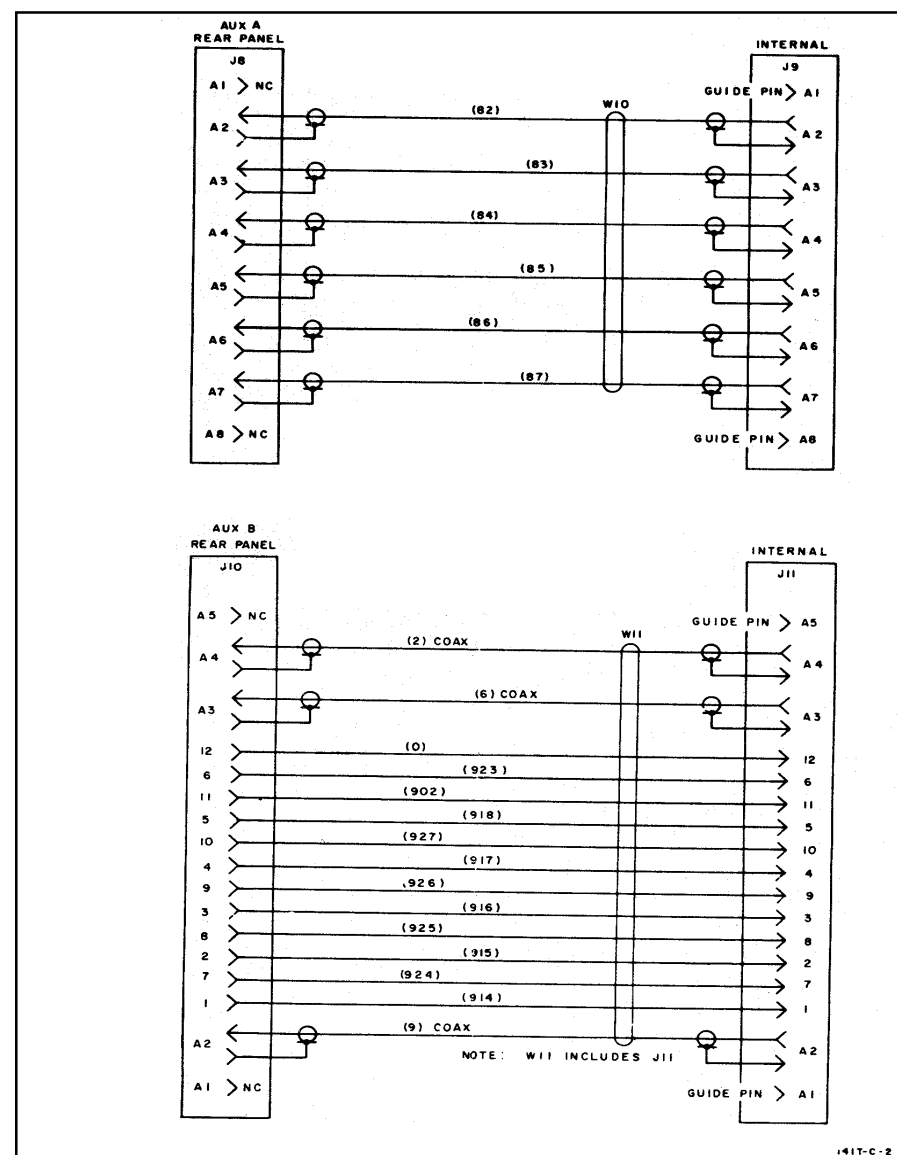 AUX A
REAR PANEL
INTERNAL
J8
J9
A1 NC
GUIDE PIN A1
A2 (82) W10 A2
A3 (83) A3
A4 (84) A4
A5 (85) A5
A6 (86) A6
A7 (87) A7
A8 NC
GUIDE PIN A8
AUX B
REAR PANEL
INTERNAL
J10
J11
A5 NC
GUIDE PIN A5
A4 (2) COAX W11 A4
A3 (6) COAX A3
12 (0) 12
6 (923) 6
11 (902) 11
5 (918) 5
10 (927) 10
4 (917) 4
9 (926) 9
3 (916) 3
8 (925) 8
2 (915) 2
7 (924) 7
1 (914) 1
A2 (9) COAX A2
NOTE: W11 INCLUDES J11
A1 NC
GUIDE PIN A1
141T-C-2